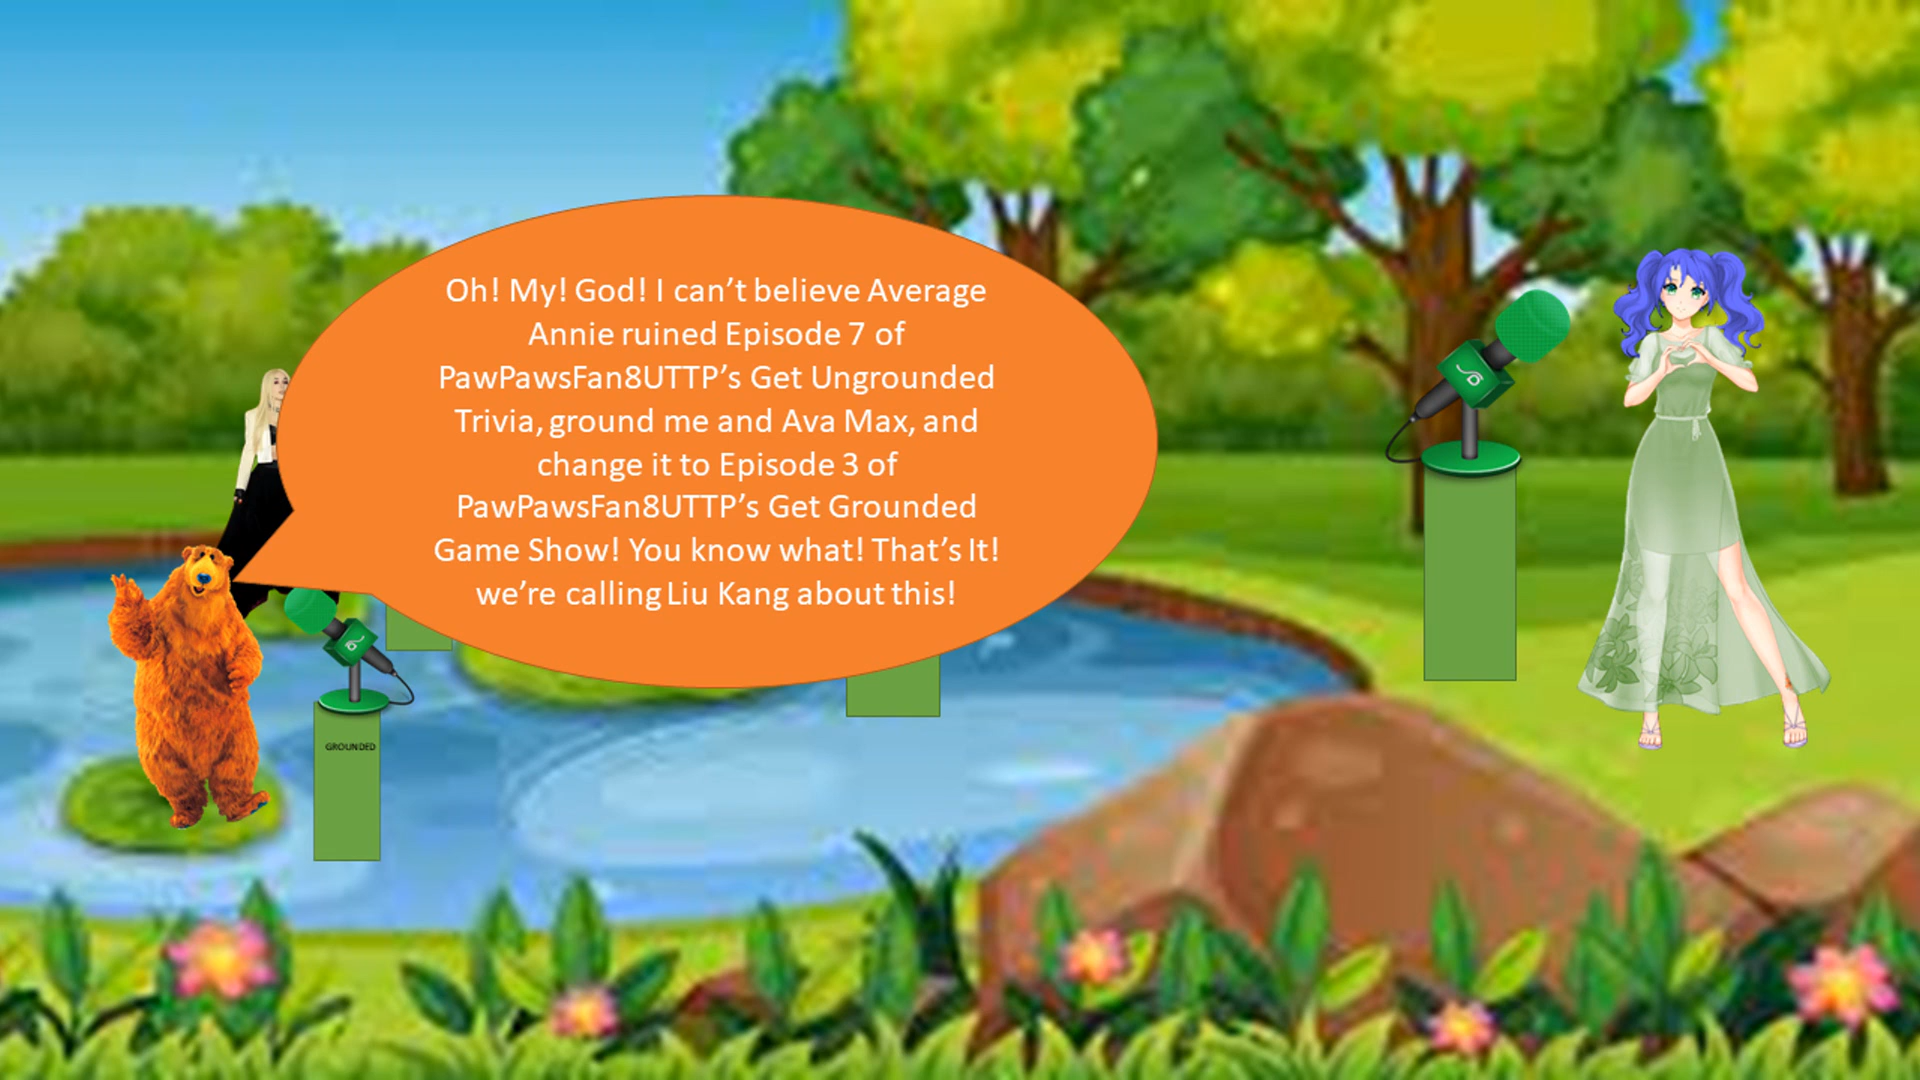 Oh! My! God! I can’t believe Average
Annie ruined Episode 7 of
PawPawsFan8UTTP’s Get Ungrounded
Trivia, ground me and Ava Max, and
change it to Episode 3 of
PawPawsFan8UTTP’s Get Grounded
Game Show! You know what! That’s It!
we’re calling Liu Kang about this!
GROUNDED